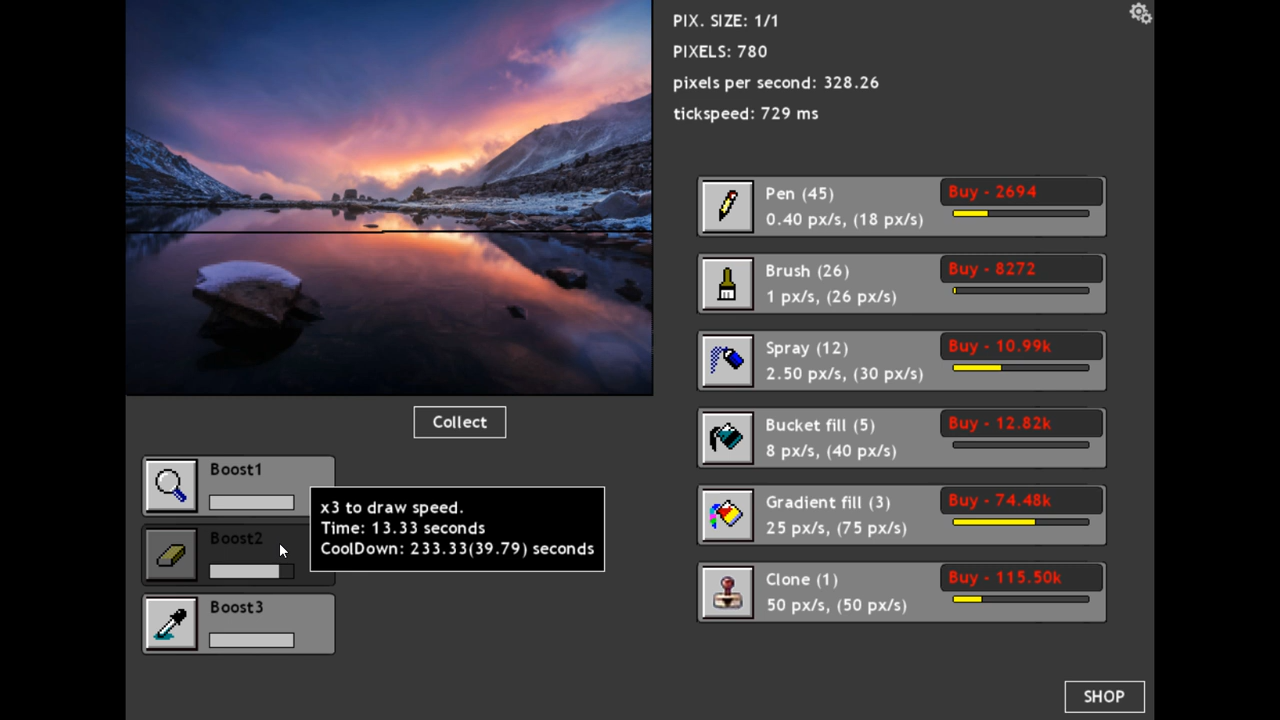 PIX. SIZE: 1/1
PIXELS: 780
pixels per second: 328.26
tickspeed: 729 ms
Pen (45)
0.40 px/s, (18 px/s)
Buy - 2694
Brush (26)
1 px/s, (26 px/s)
Buy - 8272
Spray (12)
2.50 px/s, (30 px/s)
Buy - 10.99k
Bucket fill (5)
8 px/s, (40 px/s)
Buy - 12.82k
Gradient fill (3)
25 px/s, (75 px/s)
Buy - 74.48k
Clone (1)
50 px/s, (50 px/s)
Buy - 115.50k
Collect
Boost1
Boost2
Boost3
x3 to draw speed.
Time: 13.33 seconds
CoolDown: 233.33(39.79) seconds
SHOP